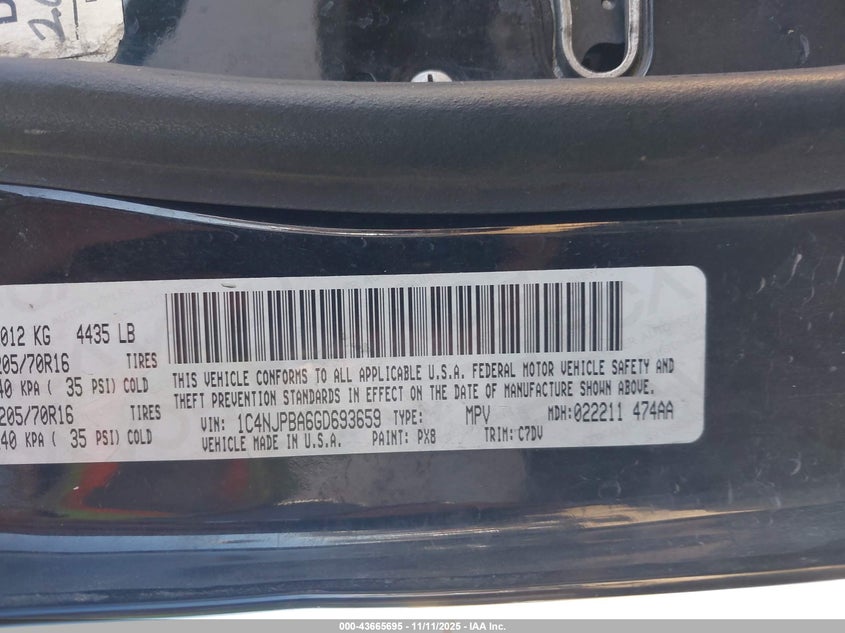 2.0
012 KG 4435 LB
205/70R16 TIRES
40 KPA ( 35 PSI) COLD
205/70R16 TIRES
40 KPA ( 35 PSI) COLD
THIS VEHICLE CONFORMS TO ALL APPLICABLE U.S.A. FEDERAL MOTOR VEHICLE SAFETY AND
THEFT PREVENTION STANDARDS IN EFFECT ON THE DATE OF MANUFACTURE SHOWN ABOVE.
VIN: 1C4NJPBA6GD693659 TYPE: MPV MDH:022211 474AA
VEHICLE MADE IN U.S.A. PAINT: PX8 TRIM: C7DV
000-43665695 - 11/11/2025 - IAA Inc.